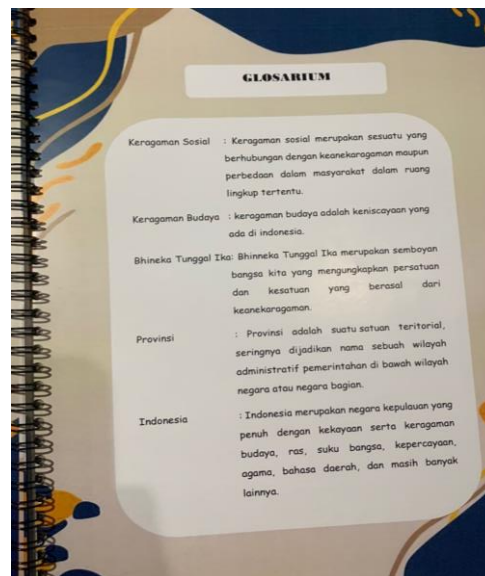 GLOSARIUM
Keragaman Sosial : Keragaman sosial merupakan sesuatu yang
berhubungan dengan keanekaragaman maupun
perbedaan dalam masyarakat dalam ruang
lingkup tertentu.
Keragaman Budaya : keragaman budaya adalah keniscayaan yang
ada di indonesia.
Bhineka Tunggal Ika: Bhinneka Tunggal Ika merupakan semboyan
bangsa kita yang mengungkapkan persatuan
dan kesatuan yang berasal dari
keanekaragaman.
Provinsi : Provinsi adalah suatu satuan teritorial,
seringnya dijadikan nama sebuah wilayah
administratif pemerintahan di bawah wilayah
negara atau negara bagian.
Indonesia : Indonesia merupakan negara kepulauan yang
penuh dengan kekayaan serta keragaman
budaya, ras, suku bangsa, kepercayaan,
agama, bahasa daerah, dan masih banyak
lainnya.